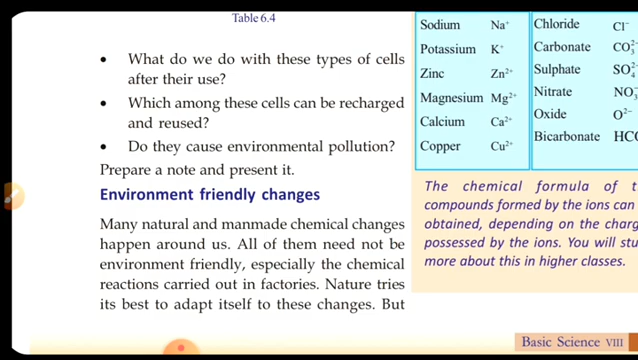 Table 6.4
• What do we do with these types of cells
after their use?
• Which among these cells can be recharged
and reused?
• Do they cause environmental pollution?
Prepare a note and present it.
Environment friendly changes
Many natural and manmade chemical changes
happen around us. All of them need not be
environment friendly, especially the chemical
reactions carried out in factories. Nature tries
its best to adapt itself to these changes. But
Sodium Na⁺ Chloride Cl⁻
Potassium K⁺ Carbonate CO₃²⁻
Zinc Zn²⁺ Sulphate SO₄²⁻
Magnesium Mg²⁺ Nitrate NO₃
Calcium Ca²⁺ Oxide O²⁻
Copper Cu²⁺ Bicarbonate HCO
The chemical formula of t
compounds formed by the ions can
obtained, depending on the charg
possessed by the ions. You will stu
more about this in higher classes.
Basic Science VIII